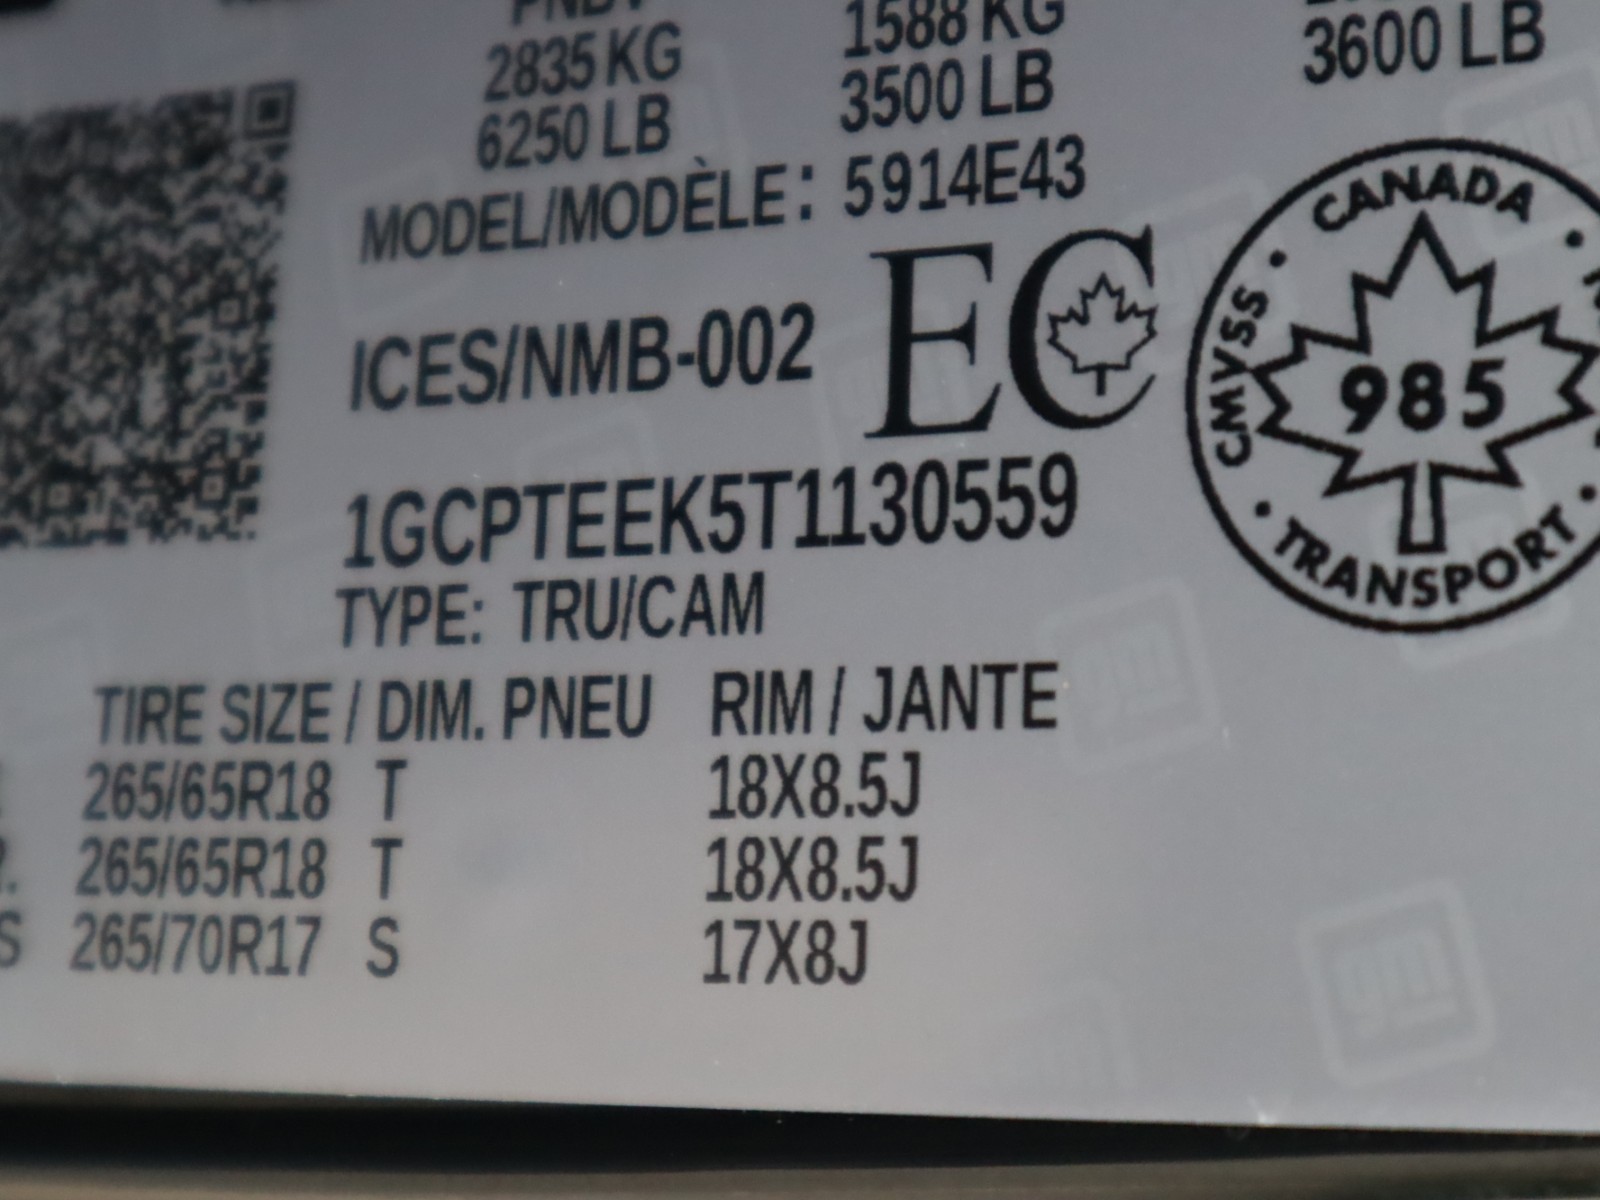 2835 KG 1588 KG
6250 LB 3500 LB 3600 LB
MODEL/MODÈLE: 5914E43
ICES/NMB-002 EC
CANADA
CMVSS
985
TRANSPORT
1GCPTEEK5T1130559
TYPE: TRU/CAM
TIRE SIZE / DIM. PNEU RIM / JANTE
265/65R18 T 18X8.5J
265/65R18 T 18X8.5J
S 265/70R17 S 17X8J
gm
gm